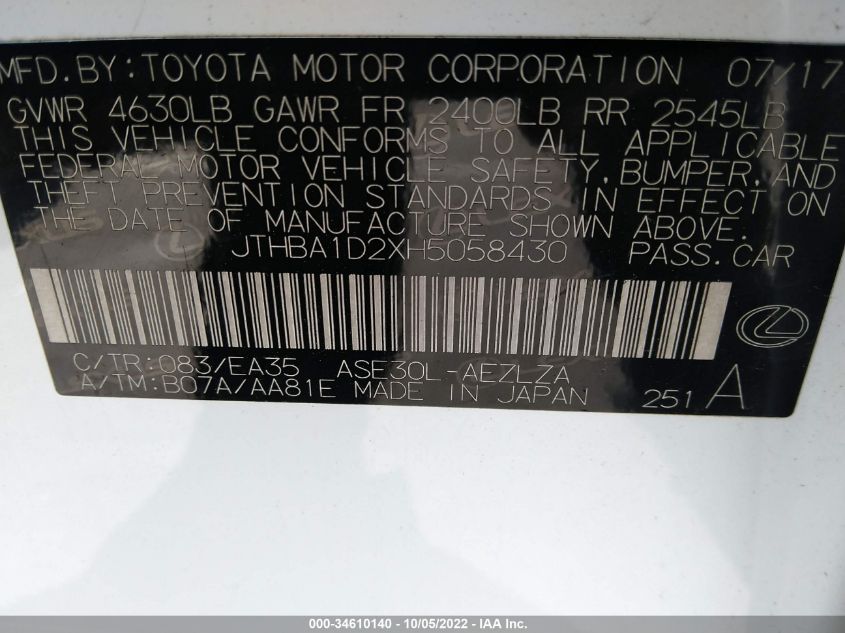 MFD.BY:TOYOTA MOTOR CORPORATION 07/17
GVWR 4630LB GAWR FR 2400LB RR 2545LB
THIS VEHICLE CONFORMS TO ALL APPLICABLE
FEDERAL MOTOR VEHICLE SAFETY, BUMPER, AND
THEFT PREVENTION STANDARDS IN EFFECT ON
THE DATE OF MANUFACTURE SHOWN ABOVE.
JTHBA1D2XH5058430 PASS.CAR
C/TR:083/EA35 ASE30L-AEZLZA
A/TM:B07A/AA81E MADE IN JAPAN 251 A
000-34610140 - 10/05/2022 - IAA Inc.